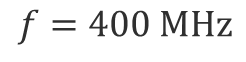 f = 400 MHz